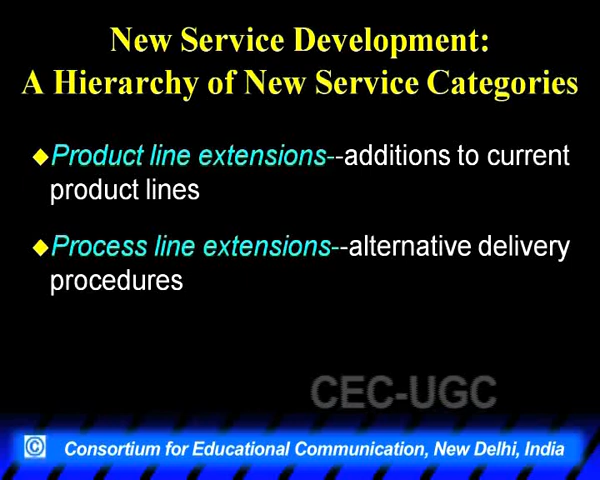 New Service Development:
A Hierarchy of New Service Categories
Product line extensions--additions to current
product lines
Process line extensions--alternative delivery
procedures
CEC-UGC
© Consortium for Educational Communication, New Delhi, India